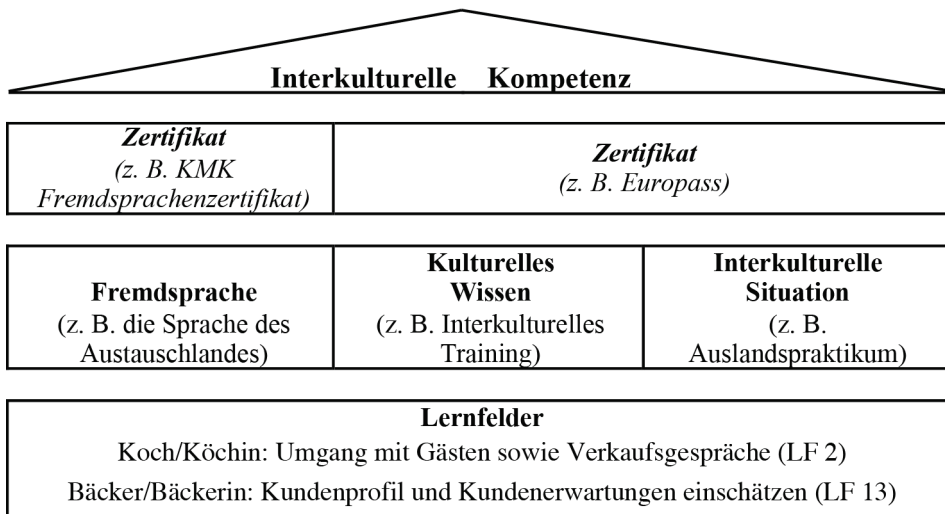 Interkulturelle Kompetenz
Zertifikat
(z. B. KMK
Fremdsprachenzertifikat)
Zertifikat
(z. B. Europass)
Fremdsprache
(z. B. die Sprache des
Austauschlandes)
Kulturelles
Wissen
(z. B. Interkulturelles
Training)
Interkulturelle
Situation
(z. B.
Auslandspraktikum)
Lernfelder
Koch/Köchin: Umgang mit Gästen sowie Verkaufsgespräche (LF 2)
Bäcker/Bäckerin: Kundenprofil und Kundenerwartungen einschätzen (LF 13)